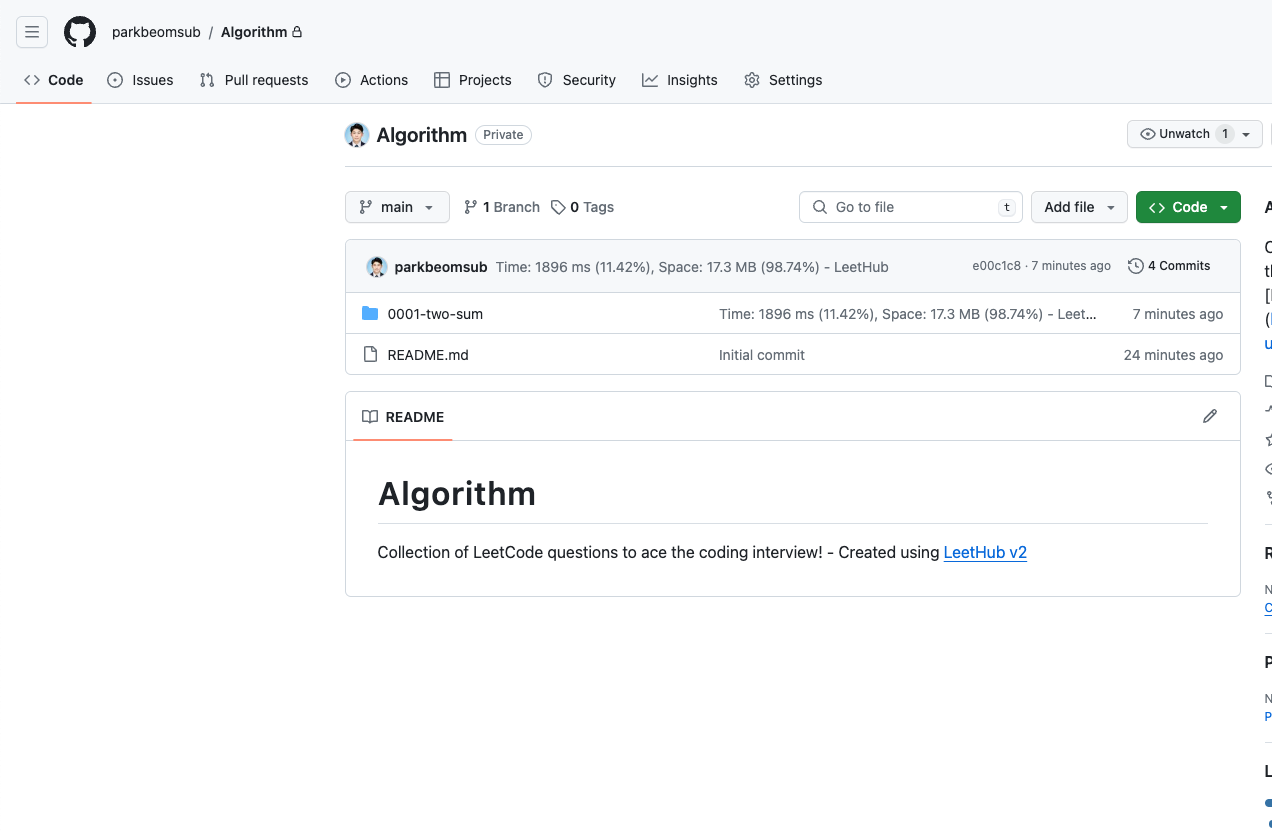 parkbeomsub / Algorithm
Code Issues Pull requests Actions Projects Security Insights Settings
Algorithm Private Unwatch 1
main 1 Branch 0 Tags Go to file t Add file Code
parkbeomsub Time: 1896 ms (11.42%), Space: 17.3 MB (98.74%) - LeetHub e00c1c8 · 7 minutes ago 4 Commits
0001-two-sum Time: 1896 ms (11.42%), Space: 17.3 MB (98.74%) - Leet... 7 minutes ago
README.md Initial commit 24 minutes ago
README
Algorithm
Collection of LeetCode questions to ace the coding interview! - Created using LeetHub v2